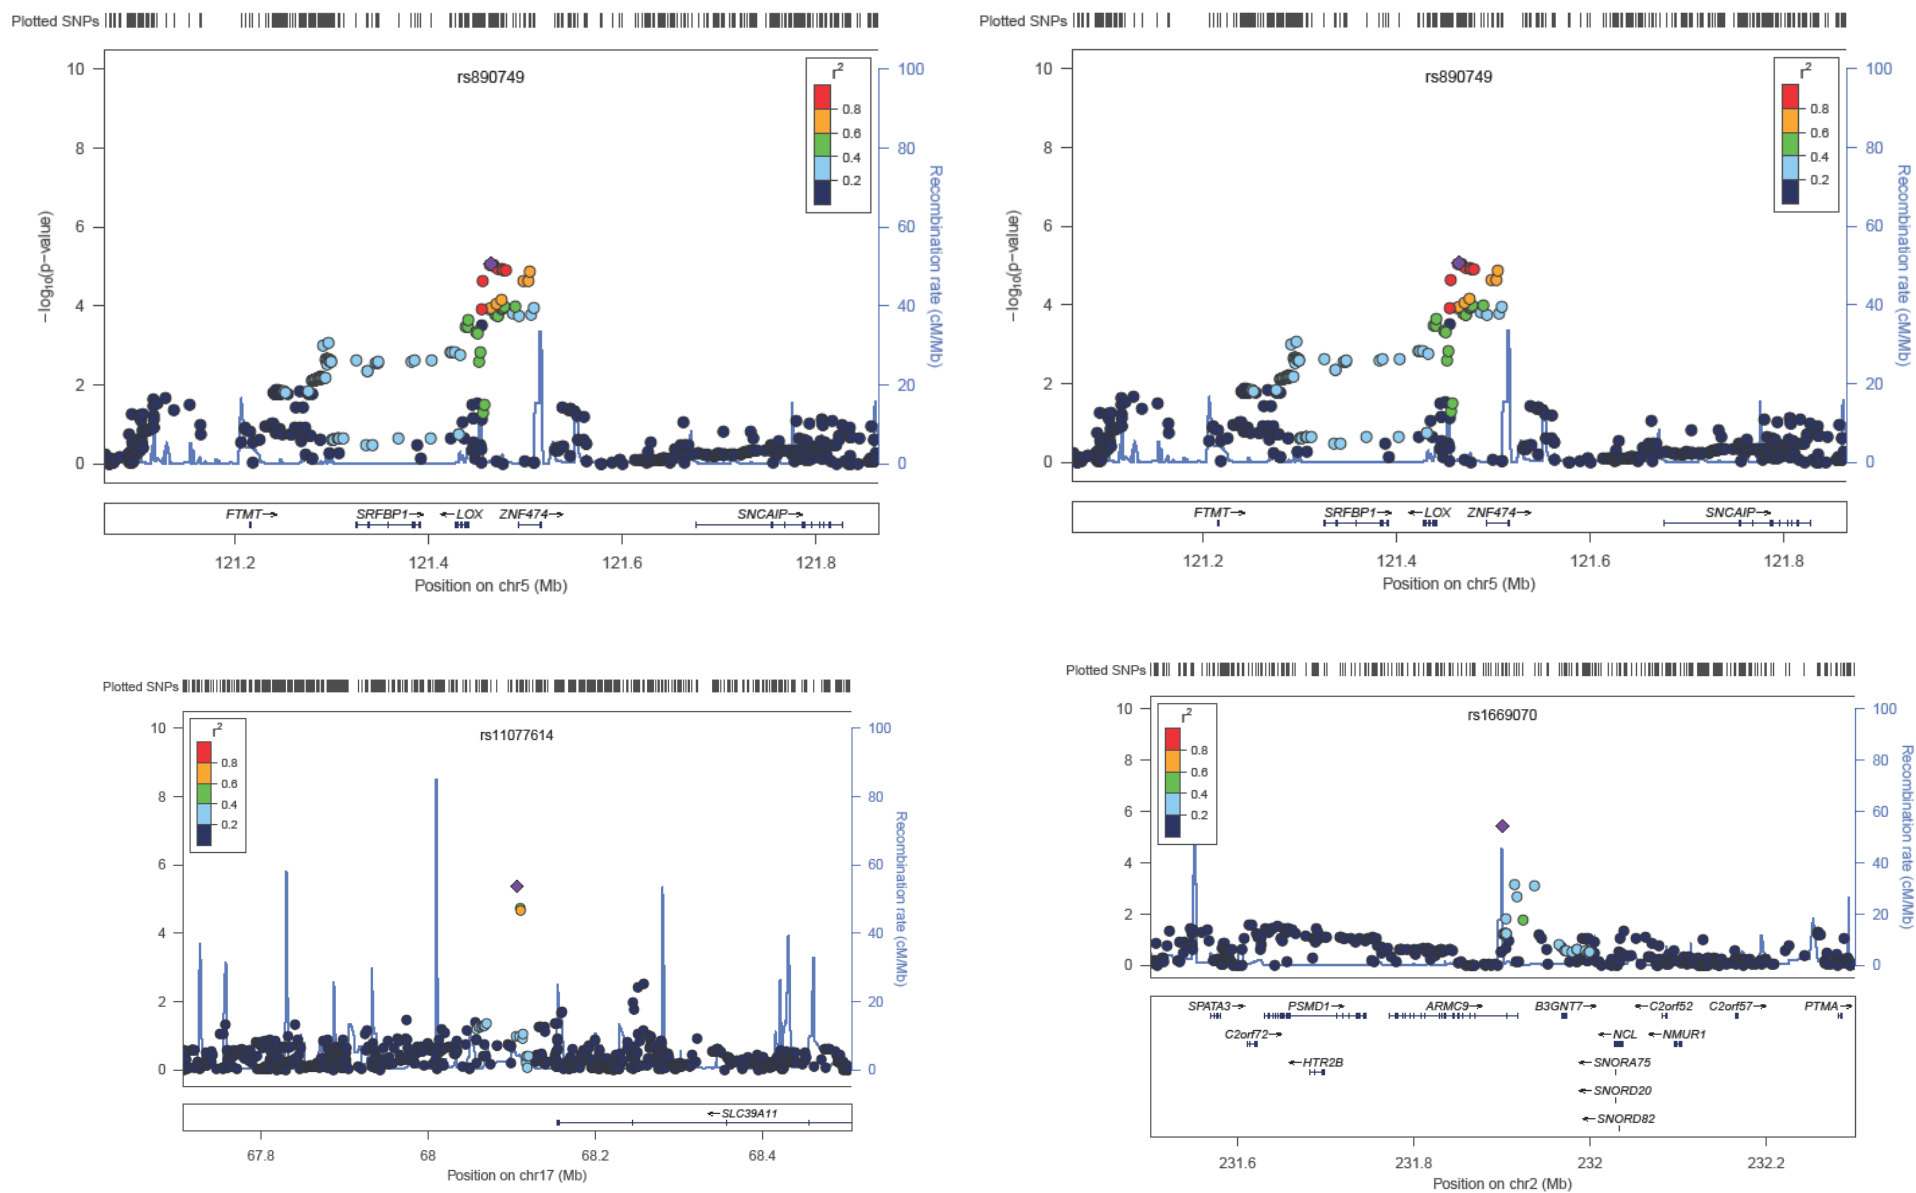 Plotted SNPs
rs890749
r²
0.8
0.6
0.4
0.2
10
8
6
4
2
0
−log₁₀(p−value)
100
80
60
40
20
0
Recombination rate (cM/Mb)
FTMT→ SRFBP1→ ←LOX ZNF474→ SNCAIP→
121.2 121.4 121.6 121.8
Position on chr5 (Mb)
Plotted SNPs
rs890749
r²
0.8
0.6
0.4
0.2
10
8
6
4
2
0
−log₁₀(p−value)
100
80
60
40
20
0
Recombination rate (cM/Mb)
FTMT→ SRFBP1→ ←LOX ZNF474→ SNCAIP→
121.2 121.4 121.6 121.8
Position on chr5 (Mb)
Plotted SNPs
rs11077614
r²
0.8
0.6
0.4
0.2
10
8
6
4
2
0
100
80
60
40
20
0
Recombination rate (cM/Mb)
←SLC39A11
67.8 68 68.2 68.4
Position on chr17 (Mb)
Plotted SNPs
rs1669070
r²
0.8
0.6
0.4
0.2
10
8
6
4
2
0
100
80
60
40
20
0
Recombination rate (cM/Mb)
SPATA3→ PSMD1→ ARMC9→ B3GNT7→ ←C2orf52 C2orf57→ PTMA→
C2orf72→ ←NCL ←NMUR1
←HTR2B ←SNORA75
←SNORD20
←SNORD82
231.6 231.8 232 232.2
Position on chr2 (Mb)